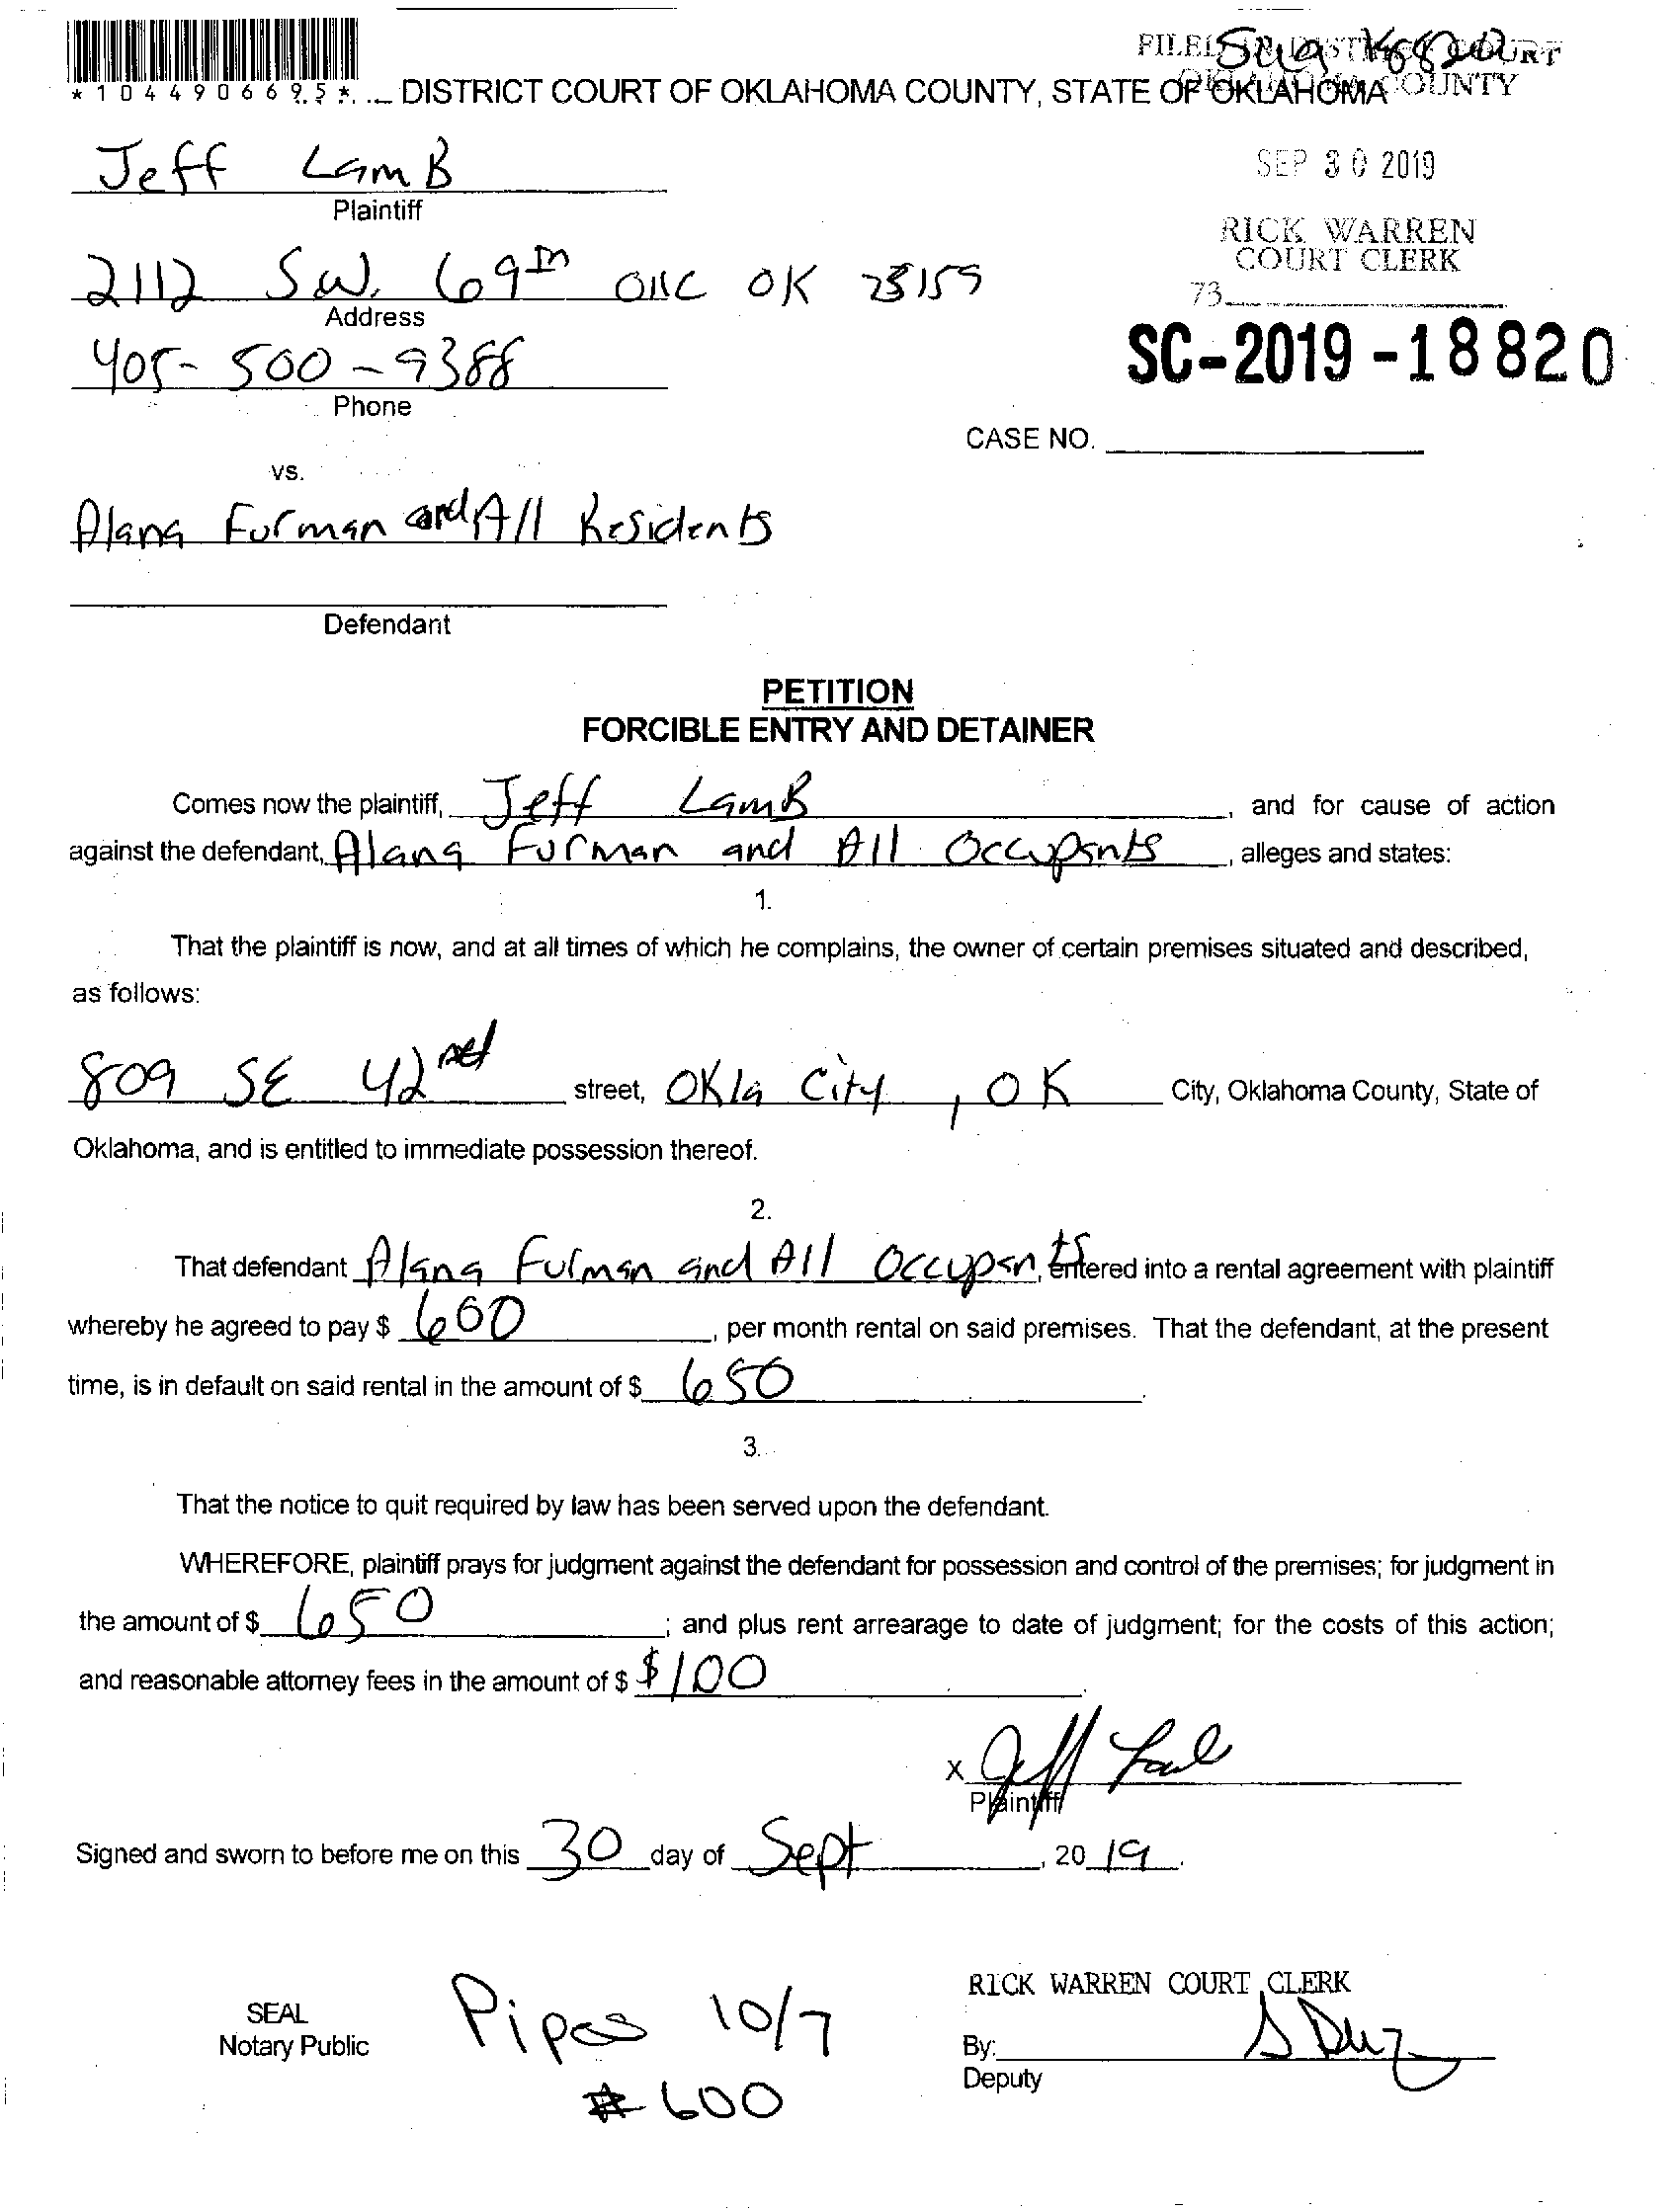 FILED IN DISTRICT COURT
*1044906695* DISTRICT COURT OF OKLAHOMA COUNTY, STATE OF OKLAHOMA
OKLAHOMA COUNTY
Jeff LamB
SEP 30 2019
Plaintiff
RICK WARREN
COURT CLERK
2112 SW. 69th OKC OK 73159
73
Address
SC-2019-18820
405-500-9388
Phone
CASE NO.
vs.
Alana Furman and All Residents
Defendant
PETITION
FORCIBLE ENTRY AND DETAINER
Comes now the plaintiff, Jeff LamB, and for cause of action
against the defendant, Alana Furman and All Occupants, alleges and states:
1.
That the plaintiff is now, and at all times of which he complains, the owner of certain premises situated and described,
as follows:
809 SE 42nd street, Okla City, OK City, Oklahoma County, State of
Oklahoma, and is entitled to immediate possession thereof.
2.
That defendant Alana Furman and All Occupants, entered into a rental agreement with plaintiff
whereby he agreed to pay $ 600, per month rental on said premises. That the defendant, at the present
time, is in default on said rental in the amount of $ 650.
3.
That the notice to quit required by law has been served upon the defendant.
WHEREFORE, plaintiff prays for judgment against the defendant for possession and control of the premises; for judgment in
the amount of $ 650; and plus rent arrearage to date of judgment; for the costs of this action;
and reasonable attorney fees in the amount of $ $100.
x Jeff Lamb
Plaintiff
Signed and sworn to before me on this 30 day of Sept, 2019.
RICK WARREN COURT CLERK
SEAL
Notary Public
Pipes 10/7
By:
Deputy
# 600